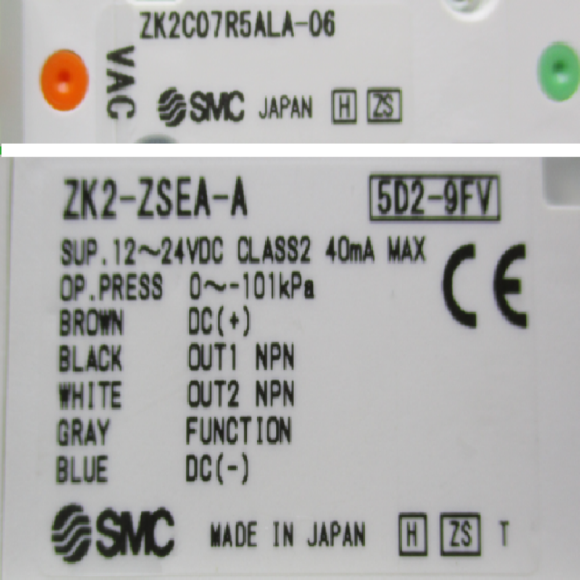 ZK2C07R5ALA-06
VAC
SMC JAPAN H ZS
ZK2-ZSEA-A 5D2-9FV
SUP.12~24VDC CLASS2 40mA MAX
OP.PRESS 0~-101kPa
CE
BROWN DC(+)
BLACK OUT1 NPN
WHITE OUT2 NPN
GRAY FUNCTION
BLUE DC(-)
SMC MADE IN JAPAN H ZS T